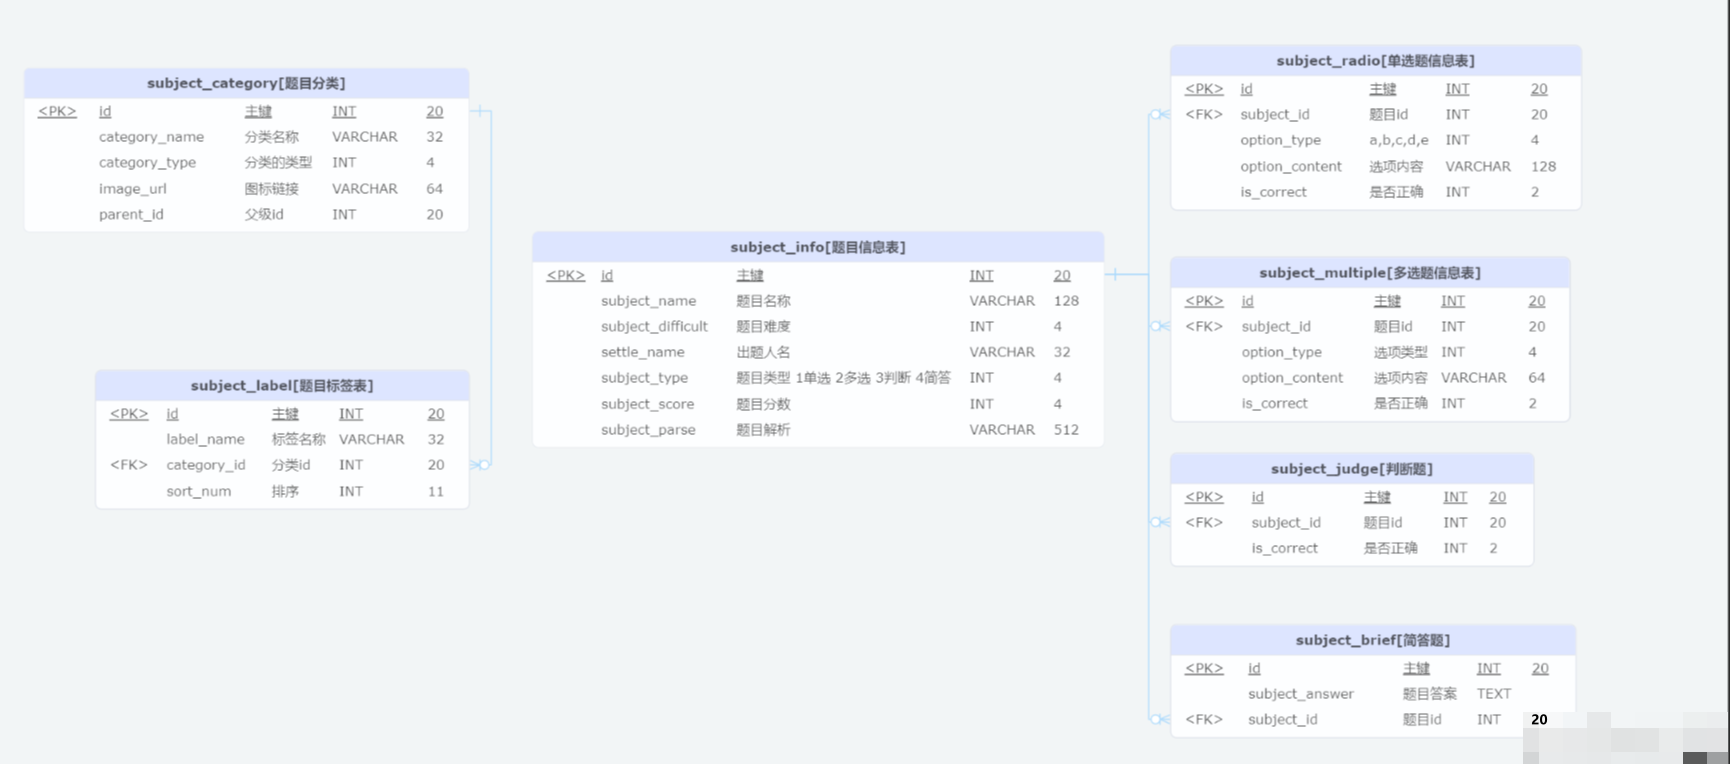 subject_category[题目分类]
<PK> id 主键 INT 20
category_name 分类名称 VARCHAR 32
category_type 分类的类型 INT 4
image_url 图标链接 VARCHAR 64
parent_id 父级id INT 20
subject_label[题目标签表]
<PK> id 主键 INT 20
label_name 标签名称 VARCHAR 32
<FK> category_id 分类id INT 20
sort_num 排序 INT 11
subject_info[题目信息表]
<PK> id 主键 INT 20
subject_name 题目名称 VARCHAR 128
subject_difficult 题目难度 INT 4
settle_name 出题人名 VARCHAR 32
subject_type 题目类型 1单选 2多选 3判断 4简答 INT 4
subject_score 题目分数 INT 4
subject_parse 题目解析 VARCHAR 512
subject_radio[单选题信息表]
<PK> id 主键 INT 20
<FK> subject_id 题目id INT 20
option_type a,b,c,d,e INT 4
option_content 选项内容 VARCHAR 128
is_correct 是否正确 INT 2
subject_multiple[多选题信息表]
<PK> id 主键 INT 20
<FK> subject_id 题目id INT 20
option_type 选项类型 INT 4
option_content 选项内容 VARCHAR 64
is_correct 是否正确 INT 2
subject_judge[判断题]
<PK> id 主键 INT 20
<FK> subject_id 题目id INT 20
is_correct 是否正确 INT 2
subject_brief[简答题]
<PK> id 主键 INT 20
subject_answer 题目答案 TEXT
<FK> subject_id 题目id INT 20